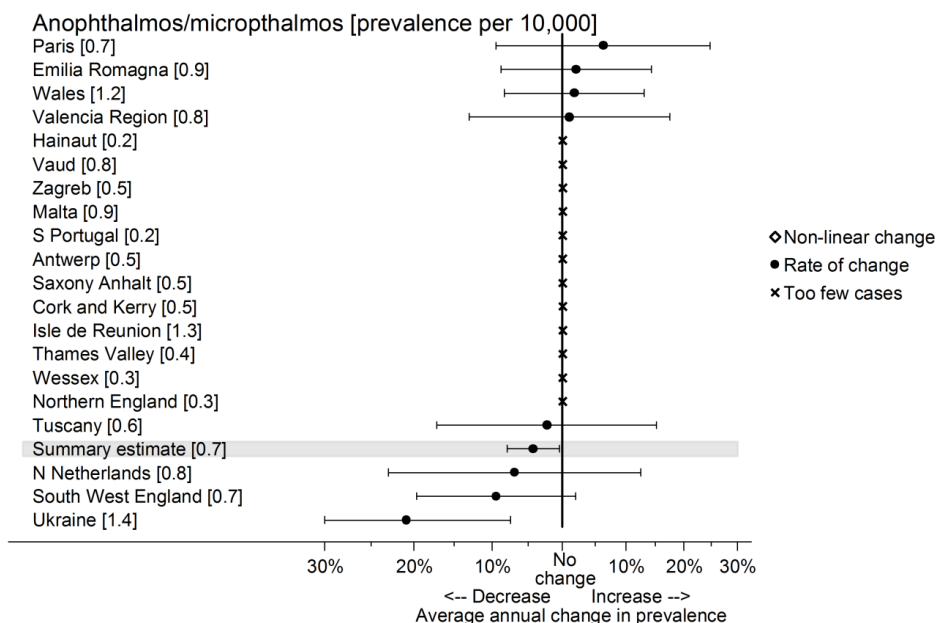 Anophthalmos/micropthalmos [prevalence per 10,000]
Paris [0.7]
Emilia Romagna [0.9]
Wales [1.2]
Valencia Region [0.8]
Hainaut [0.2]
Vaud [0.8]
Zagreb [0.5]
Malta [0.9]
S Portugal [0.2]
Antwerp [0.5]
Saxony Anhalt [0.5]
Cork and Kerry [0.5]
Isle de Reunion [1.3]
Thames Valley [0.4]
Wessex [0.3]
Northern England [0.3]
Tuscany [0.6]
Summary estimate [0.7]
N Netherlands [0.8]
South West England [0.7]
Ukraine [1.4]
Non-linear change
Rate of change
Too few cases
30% 20% 10% No change 10% 20% 30%
<-- Decrease Increase -->
Average annual change in prevalence